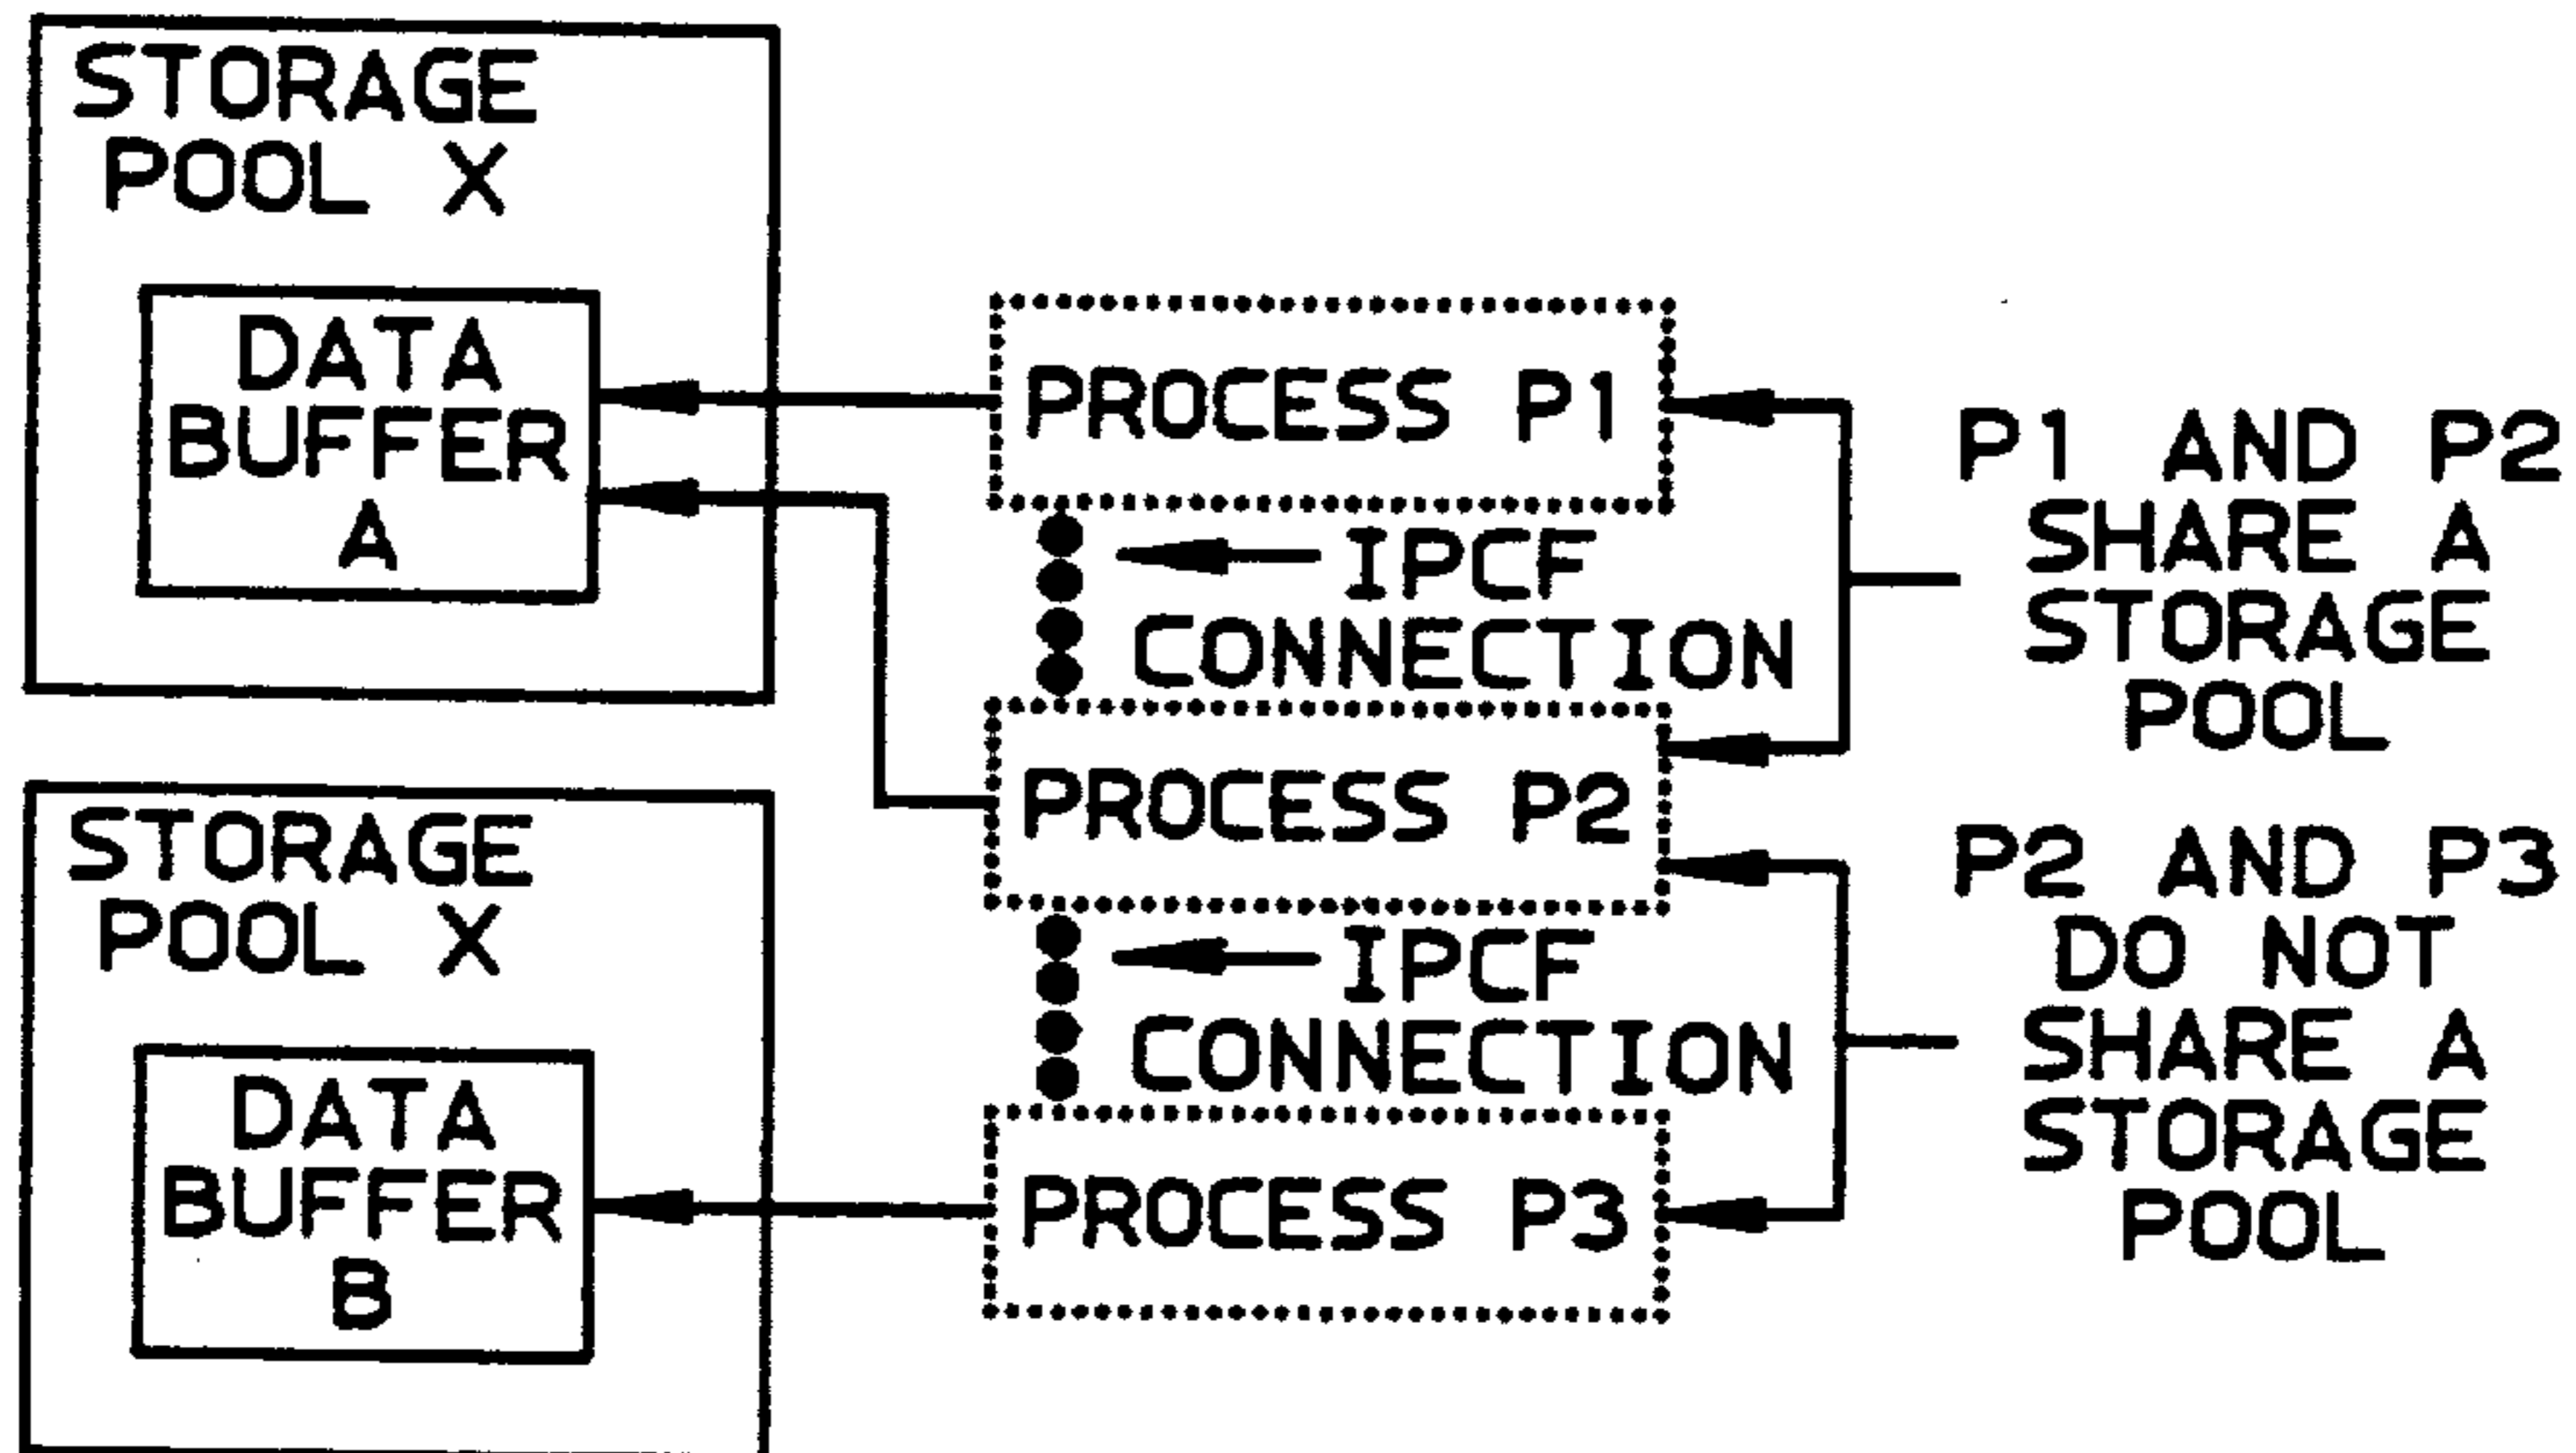 STORAGE
POOL X
DATA
BUFFER
A
PROCESS P1
IPCF
CONNECTION
P1 AND P2
SHARE A
STORAGE
POOL
PROCESS P2
STORAGE
POOL X
DATA
BUFFER
B
IPCF
CONNECTION
PROCESS P3
P2 AND P3
DO NOT
SHARE A
STORAGE
POOL